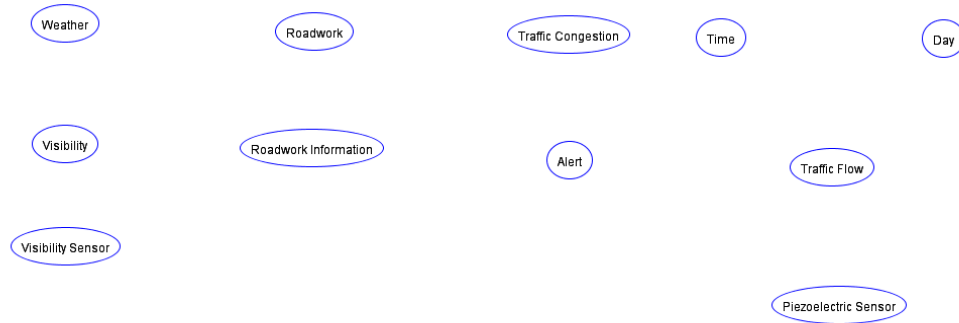 Weather
Roadwork
Traffic Congestion
Time
Day
Visibility
Roadwork Information
Alert
Traffic Flow
Visibility Sensor
Piezoelectric Sensor